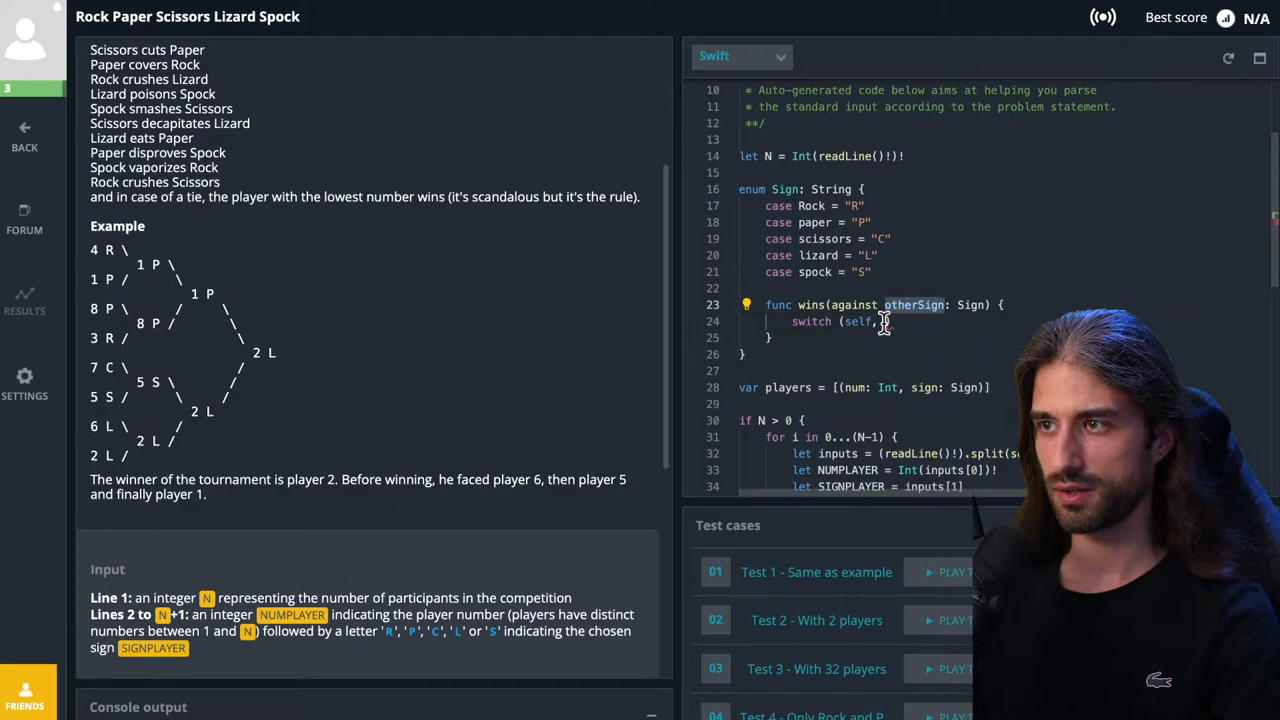 Rock Paper Scissors Lizard Spock
Best score N/A
3
BACK
FORUM
RESULTS
SETTINGS
FRIENDS
Scissors cuts Paper
Paper covers Rock
Rock crushes Lizard
Lizard poisons Spock
Spock smashes Scissors
Scissors decapitates Lizard
Lizard eats Paper
Paper disproves Spock
Spock vaporizes Rock
Rock crushes Scissors
and in case of a tie, the player with the lowest number wins (it's scandalous but it's the rule).
Example
4 R \
1 P \
1 P /
1 P
8 P \
8 P /
3 R /
2 L
7 C \
5 S \
5 S /
2 L
6 L \
2 L /
2 L /
The winner of the tournament is player 2. Before winning, he faced player 6, then player 5
and finally player 1.
Input
Line 1: an integer N representing the number of participants in the competition
Lines 2 to N+1: an integer NUMPLAYER indicating the player number (players have distinct
numbers between 1 and N) followed by a letter 'R','P','C','L' or 'S' indicating the chosen
sign SIGNPLAYER
Console output
Swift
10 * Auto-generated code below aims at helping you parse
11 * the standard input according to the problem statement.
12 **/
13
14 let N = Int(readLine()!)!
15
16 enum Sign: String {
17 case Rock = "R"
18 case paper = "P"
19 case scissors = "C"
20 case lizard = "L"
21 case spock = "S"
22
23 func wins(against otherSign: Sign) {
24 switch (self,
25 }
26 }
27
28 var players = [(num: Int, sign: Sign)]
29
30 if N > 0 {
31 for i in 0...(N-1) {
32 let inputs = (readLine()!).split(s
33 let NUMPLAYER = Int(inputs[0])!
34 let SIGNPLAYER = inputs[1]
Test cases
01 Test 1 - Same as example PLAY T
02 Test 2 - With 2 players PLAY T
03 Test 3 - With 32 players PLAY T
04 Test 4 - Only Rock and P PLAY T